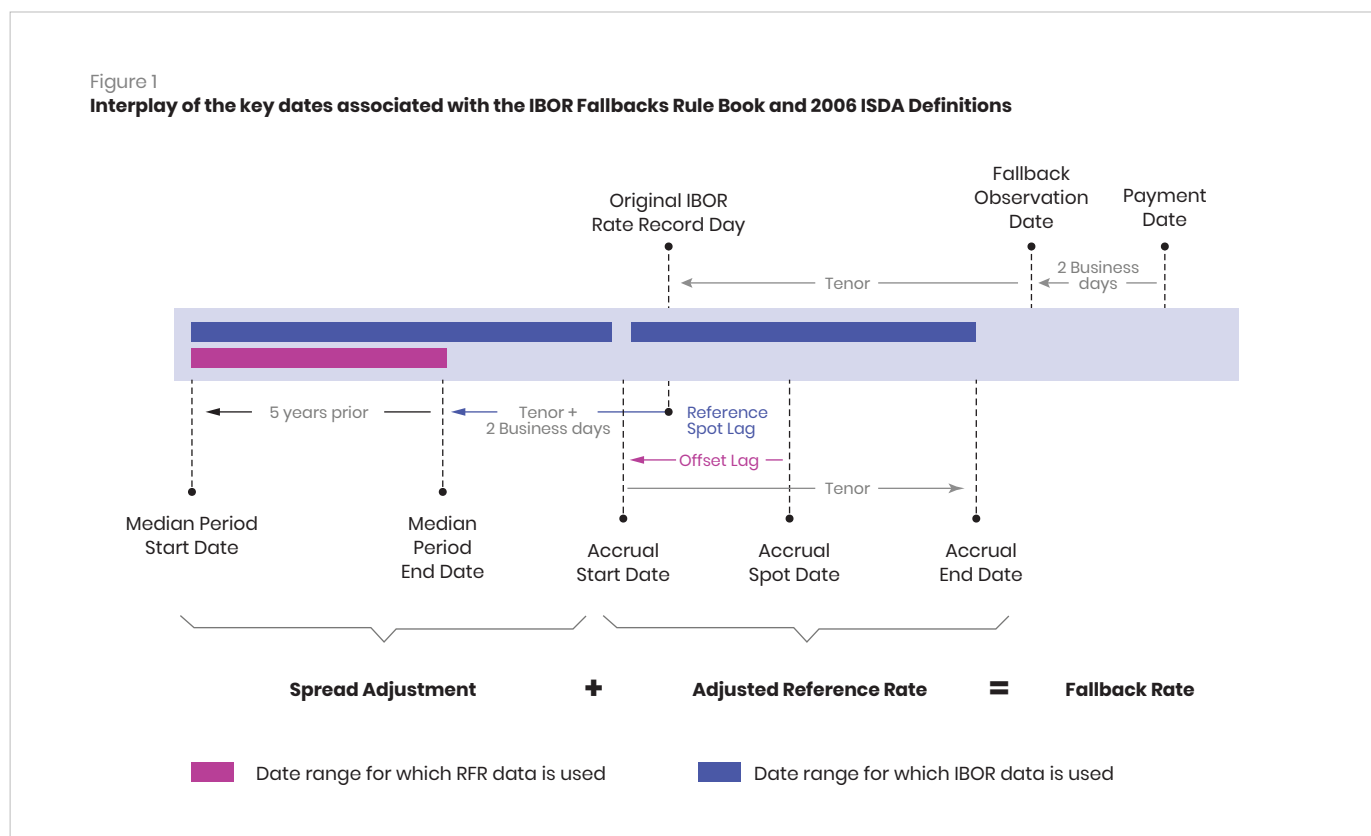 Figure 1
Interplay of the key dates associated with the IBOR Fallbacks Rule Book and 2006 ISDA Definitions
Original IBOR
Rate Record Day
Fallback
Observation
Date
Payment
Date
Tenor
2 Business
days
5 years prior
Tenor +
2 Business days
Reference
Spot Lag
Offset Lag
Tenor
Median Period
Start Date
Median
Period
End Date
Accrual
Start Date
Accrual
Spot Date
Accrual
End Date
Spread Adjustment
+
Adjusted Reference Rate
=
Fallback Rate
Date range for which RFR data is used
Date range for which IBOR data is used